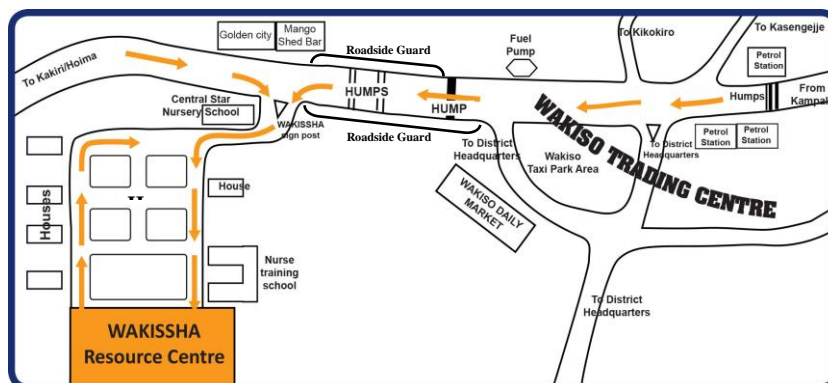 Golden city
Mango
Shed Bar
Roadside Guard
Fuel
Pump
To Kikokiro
To Kasengejje
Petrol
Station
To Kakiri/Hoima
HUMPS
HUMP
Humps
From
Kampal
Central Star
Nursery School
WAKISSHA
sign post
Roadside Guard
To District
Headquarters
Wakiso
Taxi Park Area
To District
Headquarters
Petrol
Station
Petrol
Station
WAKISO TRADING CENTRE
WAKISO DAILY
MARKET
House
Houses
Nurse
training
school
To District
Headquarters
WAKISSHA
Resource Centre